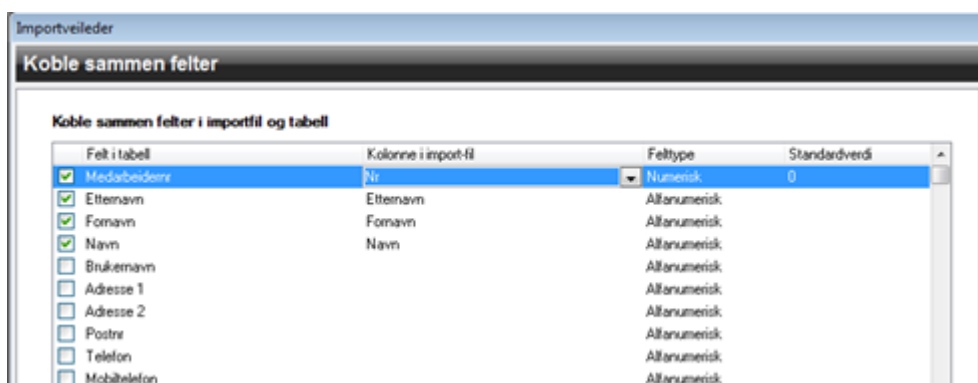 Importveileder
Koble sammen felter
Koble sammen felter i importfil og tabell
Felt i tabell Kolonne i import-fil Felttype Standardverdi
Medarbeidernr Nr Numerisk 0
Etternavn Etternavn Alfanumerisk
Fornavn Fornavn Alfanumerisk
Navn Navn Alfanumerisk
Brukernavn Alfanumerisk
Adresse 1 Alfanumerisk
Adresse 2 Alfanumerisk
Postnr Alfanumerisk
Telefon Alfanumerisk
Mobiltelefon Alfanumerisk